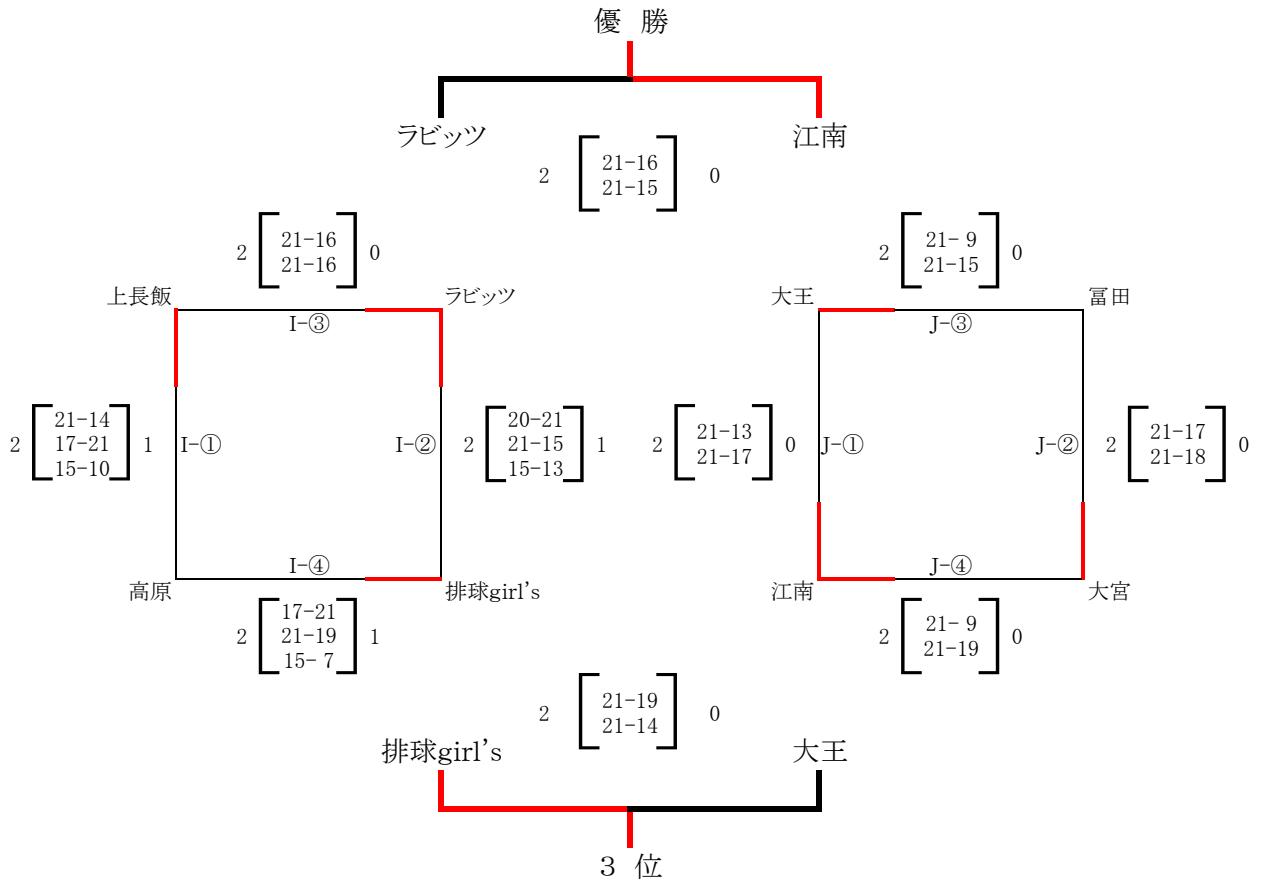 優 勝
ラビッツ 江南
2 21-16 0
21-15
2 21-16 0
21-16
2 21- 9 0
21-15
上長飯 ラビッツ 大王 冨田
I-③ J-③
2 21-14 1
17-21
15-10
I-① I-②
2 20-21 1
21-15
15-13
2 21-13 0
21-17
J-① J-②
2 21-17 0
21-18
I-④ J-④
高原 排球girl's 江南 大宮
2 17-21 1
21-19
15- 7
2 21- 9 0
21-19
2 21-19 0
21-14
排球girl's 大王
３ 位